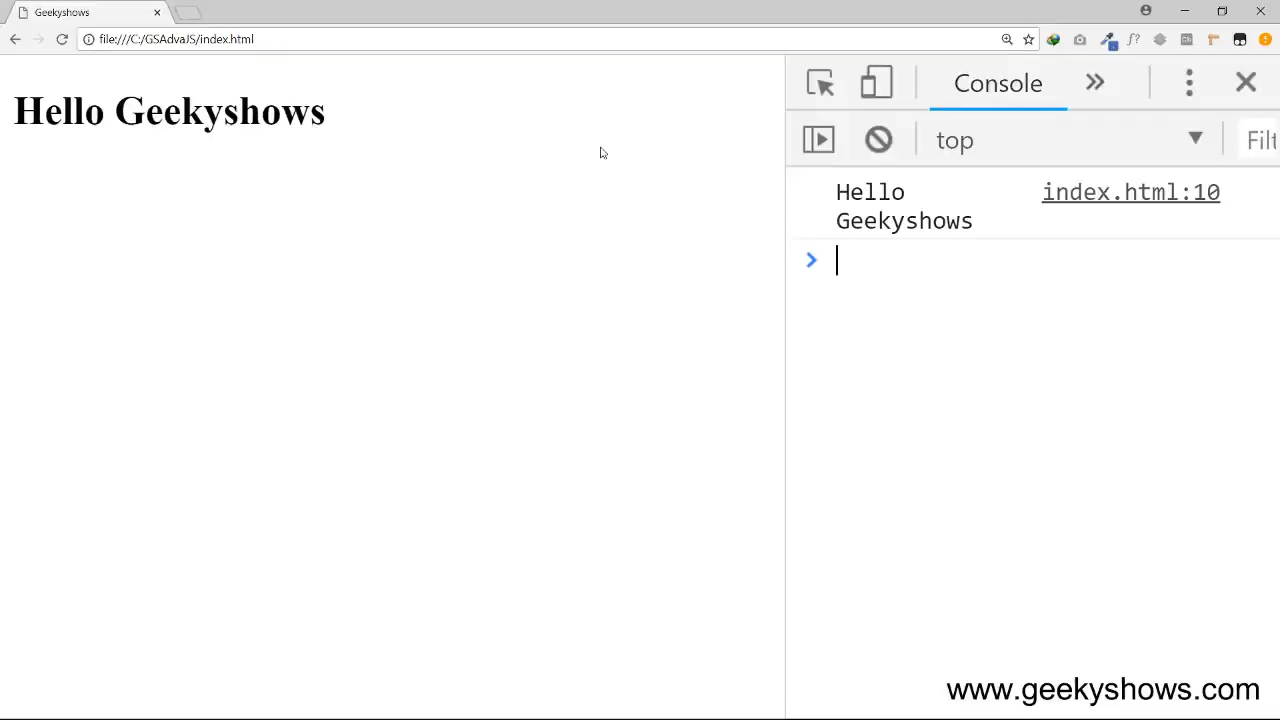 Geekyshows
file:///C:/GSAdvaJS/index.html
Hello Geekyshows
Console
top
Filt
Hello index.html:10
Geekyshows
www.geekyshows.com